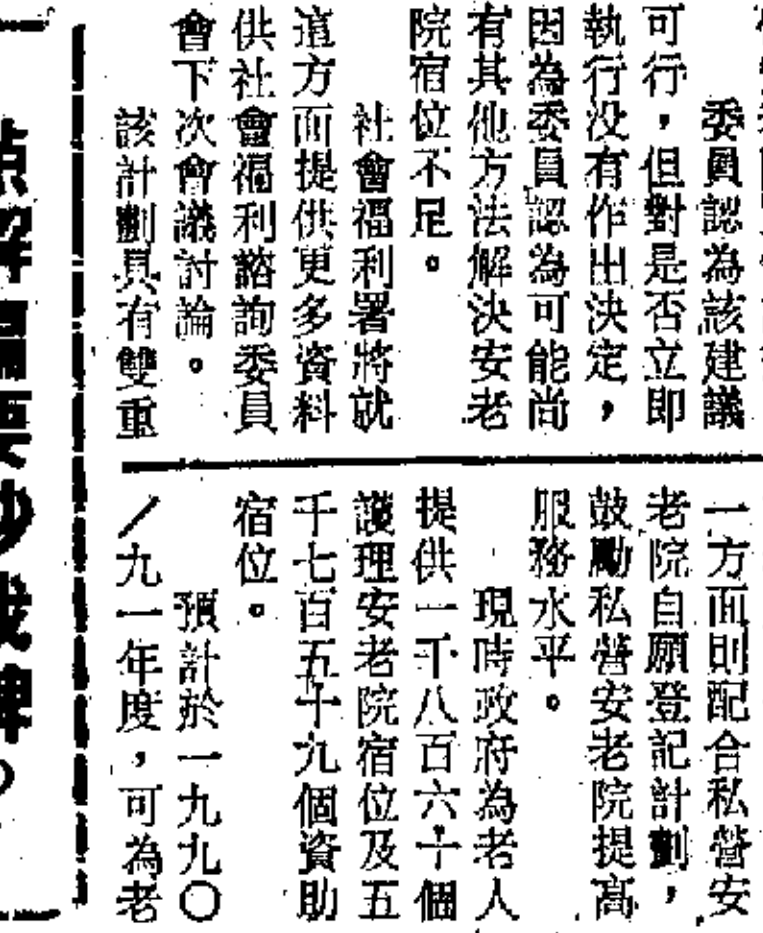 委員認為該建議
可行，但對是否立即
執行没有作出決定，
因為委員認為可能尚
有其他方法解決安老
院宿位不足。
社會福利署將就
這方面提供更多資料
供社會福利諮詢委員
會下次會議討論。
該計劃具有雙重
一方面則配合私營安
老院自願登記計劃，
鼓勵私營安老院提高
服務水平。
現時政府為老人
提供一千八百六十個
護理安老院宿位及五
千七百五十九個資助
宿位。
預計於一九九〇
／九一年度，可為老